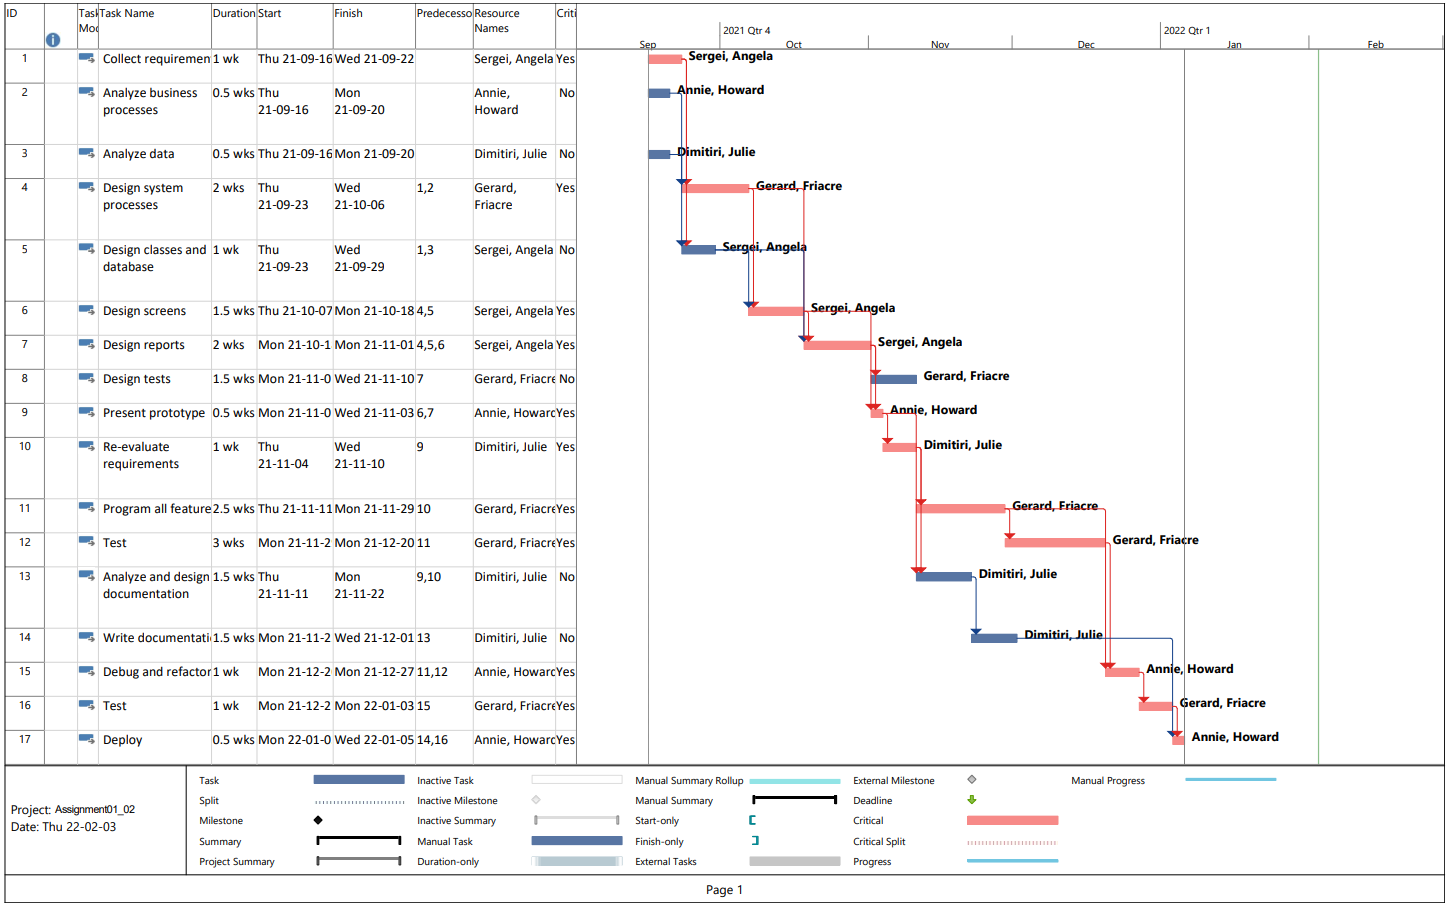 ID Task Mod Task Name Duration Start Finish Predecesso Resource Names Criti
2021 Qtr 4 2022 Qtr 1
Sep Oct Nov Dec Jan Feb
1 Collect requiremen 1 wk Thu 21-09-16 Wed 21-09-22 Sergei, Angela Yes Sergei, Angela
2 Analyze business processes 0.5 wks Thu 21-09-16 Mon 21-09-20 Annie, Howard No Annie, Howard
3 Analyze data 0.5 wks Thu 21-09-16 Mon 21-09-20 Dimitiri, Julie No Dimitiri, Julie
4 Design system processes 2 wks Thu 21-09-23 Wed 21-10-06 1,2 Gerard, Friacre Yes Gerard, Friacre
5 Design classes and database 1 wk Thu 21-09-23 Wed 21-09-29 1,3 Sergei, Angela No Sergei, Angela
6 Design screens 1.5 wks Thu 21-10-07 Mon 21-10-18 4,5 Sergei, Angela Yes Sergei, Angela
7 Design reports 2 wks Mon 21-10-1 Mon 21-11-01 4,5,6 Sergei, Angela Yes Sergei, Angela
8 Design tests 1.5 wks Mon 21-11-0 Wed 21-11-10 7 Gerard, Friacre No Gerard, Friacre
9 Present prototype 0.5 wks Mon 21-11-0 Wed 21-11-03 6,7 Annie, Howard Yes Annie, Howard
10 Re-evaluate requirements 1 wk Thu 21-11-04 Wed 21-11-10 9 Dimitiri, Julie Yes Dimitiri, Julie
11 Program all feature 2.5 wks Thu 21-11-11 Mon 21-11-29 10 Gerard, Friacre Yes Gerard, Friacre
12 Test 3 wks Mon 21-11-2 Mon 21-12-20 11 Gerard, Friacre Yes Gerard, Friacre
13 Analyze and design documentation 1.5 wks Thu 21-11-11 Mon 21-11-22 9,10 Dimitiri, Julie No Dimitiri, Julie
14 Write documentati 1.5 wks Mon 21-11-2 Wed 21-12-01 13 Dimitiri, Julie No Dimitiri, Julie
15 Debug and refactor 1 wk Mon 21-12-2 Mon 21-12-27 11,12 Annie, Howard Yes Annie, Howard
16 Test 1 wk Mon 21-12-2 Mon 22-01-03 15 Gerard, Friacre Yes Gerard, Friacre
17 Deploy 0.5 wks Mon 22-01-0 Wed 22-01-05 14,16 Annie, Howard Yes Annie, Howard
Project: Assignment01_02
Date: Thu 22-02-03
Task Inactive Task Manual Summary Rollup External Milestone Manual Progress
Split Inactive Milestone Manual Summary Deadline
Milestone Inactive Summary Start-only Critical
Summary Manual Task Finish-only Critical Split
Project Summary Duration-only External Tasks Progress
Page 1